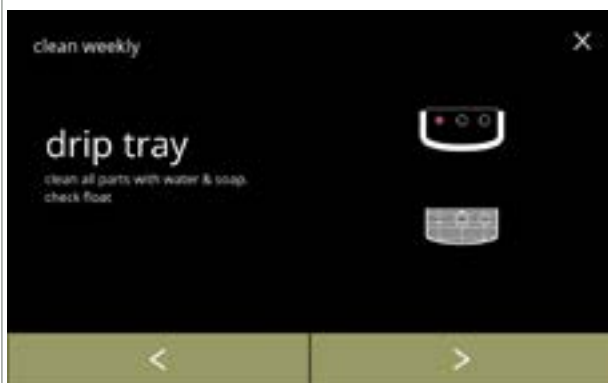 clean weekly
drip tray
clean all parts with water & soap.
check float